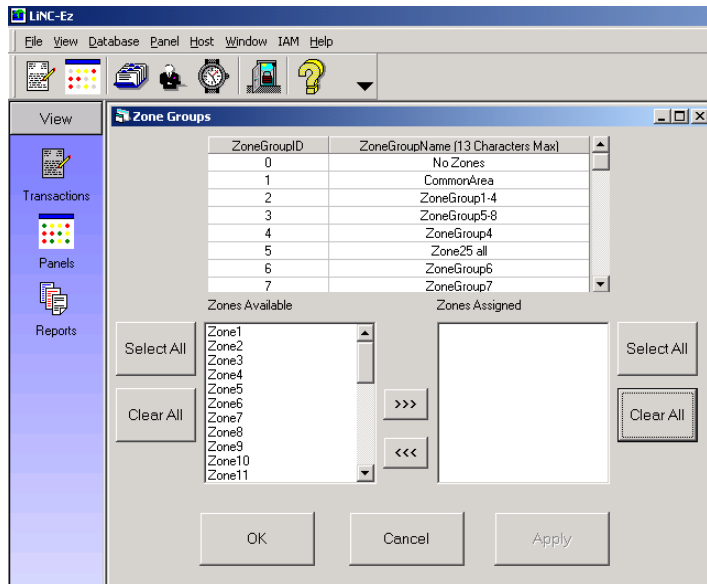 LiNC-Ez
File View Database Panel Host Window IAM Help
View
Transactions
Panels
Reports
Zone Groups
ZoneGroupID ZoneGroupName (13 Characters Max)
0 No Zones
1 CommonArea
2 ZoneGroup1-4
3 ZoneGroup5-8
4 ZoneGroup4
5 Zone25 all
6 ZoneGroup6
7 ZoneGroup7
Zones Available Zones Assigned
Select All
Clear All
Zone1
Zone2
Zone3
Zone4
Zone5
Zone6
Zone7
Zone8
Zone9
Zone10
Zone11
>>>
<<<
Select All
Clear All
OK Cancel Apply